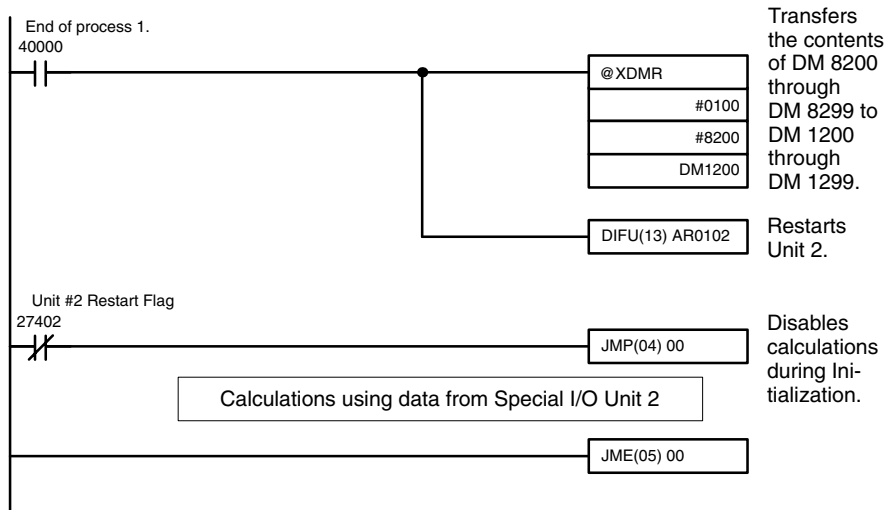 End of process 1.
40000
@XDMR
#0100
#8200
DM1200
Transfers
the contents
of DM 8200
through
DM 8299 to
DM 1200
through
DM 1299.
DIFU(13) AR0102
Restarts
Unit 2.
Unit #2 Restart Flag
27402
JMP(04) 00
Disables
calculations
during Ini-
tialization.
Calculations using data from Special I/O Unit 2
JME(05) 00